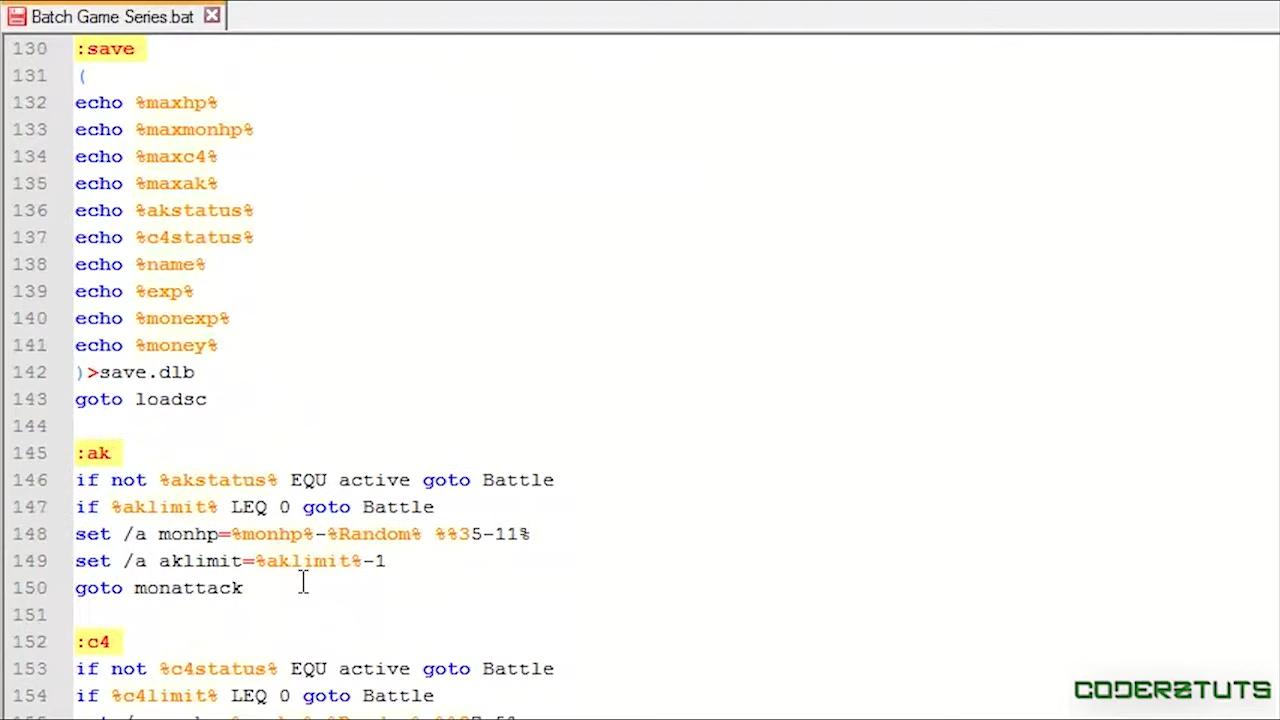 Batch Game Series.bat
130 :save
131 (
132 echo %maxhp%
133 echo %maxmonhp%
134 echo %maxc4%
135 echo %maxak%
136 echo %akstatus%
137 echo %c4status%
138 echo %name%
139 echo %exp%
140 echo %monexp%
141 echo %money%
142 )>save.dlb
143 goto loadsc
144
145 :ak
146 if not %akstatus% EQU active goto Battle
147 if %aklimit% LEQ 0 goto Battle
148 set /a monhp=%monhp%-%Random% %%35-11%
149 set /a aklimit=%aklimit%-1
150 goto monattack
151
152 :c4
153 if not %c4status% EQU active goto Battle
154 if %c4limit% LEQ 0 goto Battle
CODERZTUTS